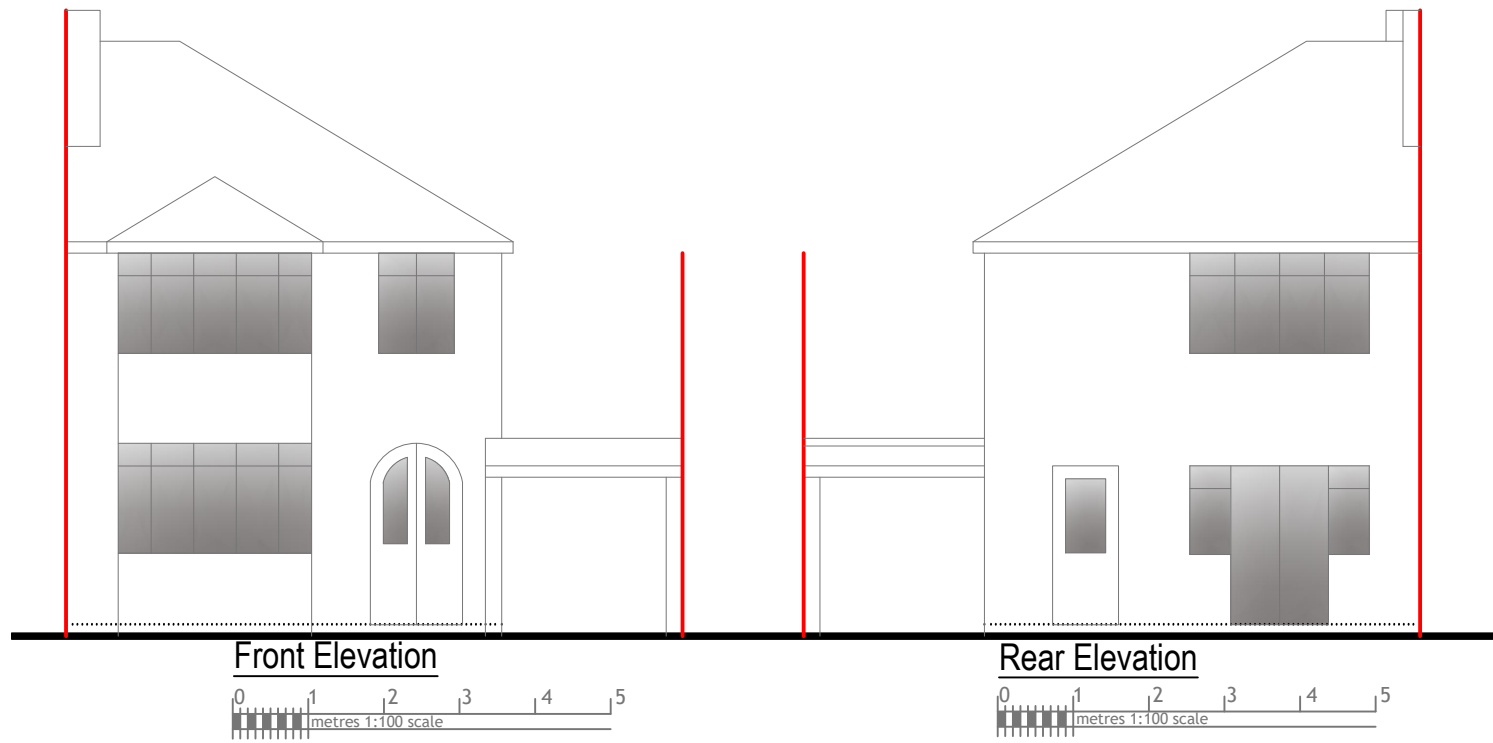 Front Elevation
0 1 2 3 4 5
metres 1:100 scale
Rear Elevation
0 1 2 3 4 5
metres 1:100 scale